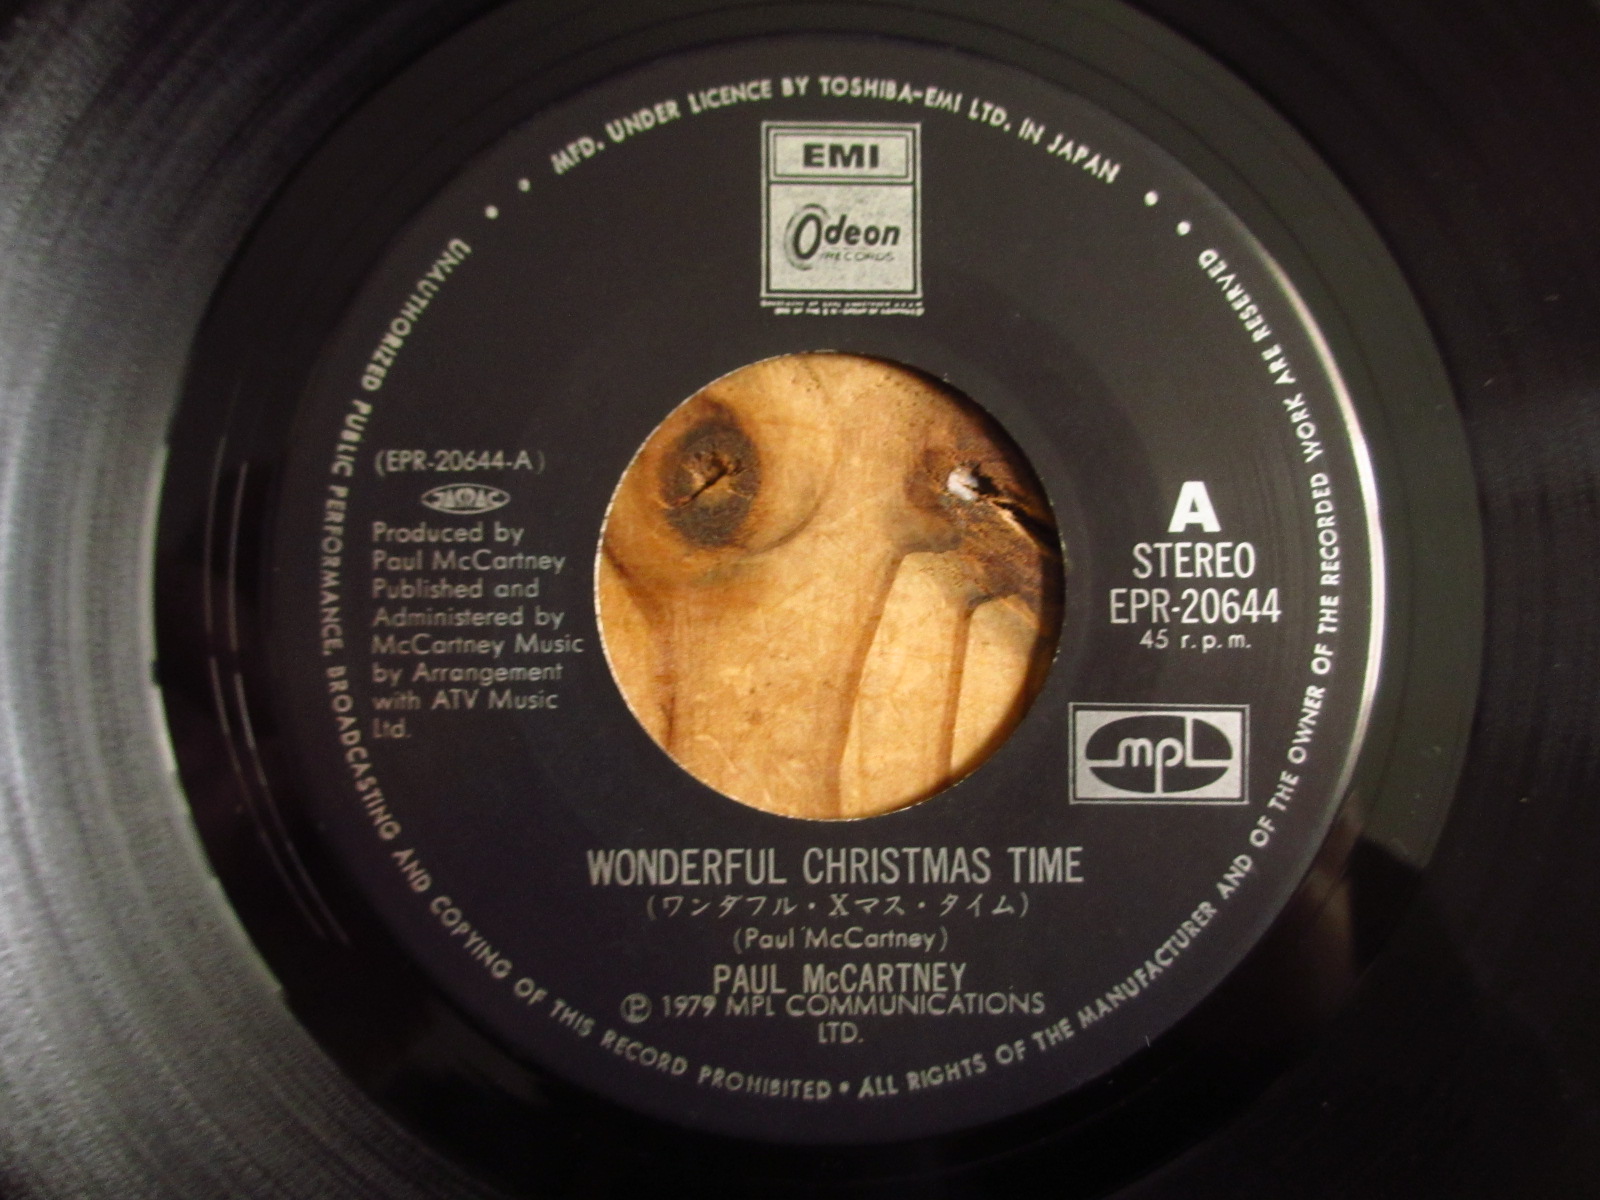 MFD. UNDER LICENCE BY TOSHIBA-EMI LTD. IN JAPAN
EMI
Odeon
RECORDS
(EPR-20644-A)
Produced by
Paul McCartney
Published and
Administered by
McCartney Music
by Arrangement
with ATV Music
Ltd.
A
STEREO
EPR-20644
45 r.p.m.
mpl
WONDERFUL CHRISTMAS TIME
(ワンダフル・Xマス・タイム)
(Paul McCartney)
PAUL McCARTNEY
Ⓟ 1979 MPL COMMUNICATIONS
LTD.
UNAUTHORIZED PUBLIC PERFORMANCE, BROADCASTING AND COPYING OF THIS RECORD PROHIBITED • ALL RIGHTS OF THE MANUFACTURER AND OF THE OWNER OF THE RECORDED WORK ARE RESERVED